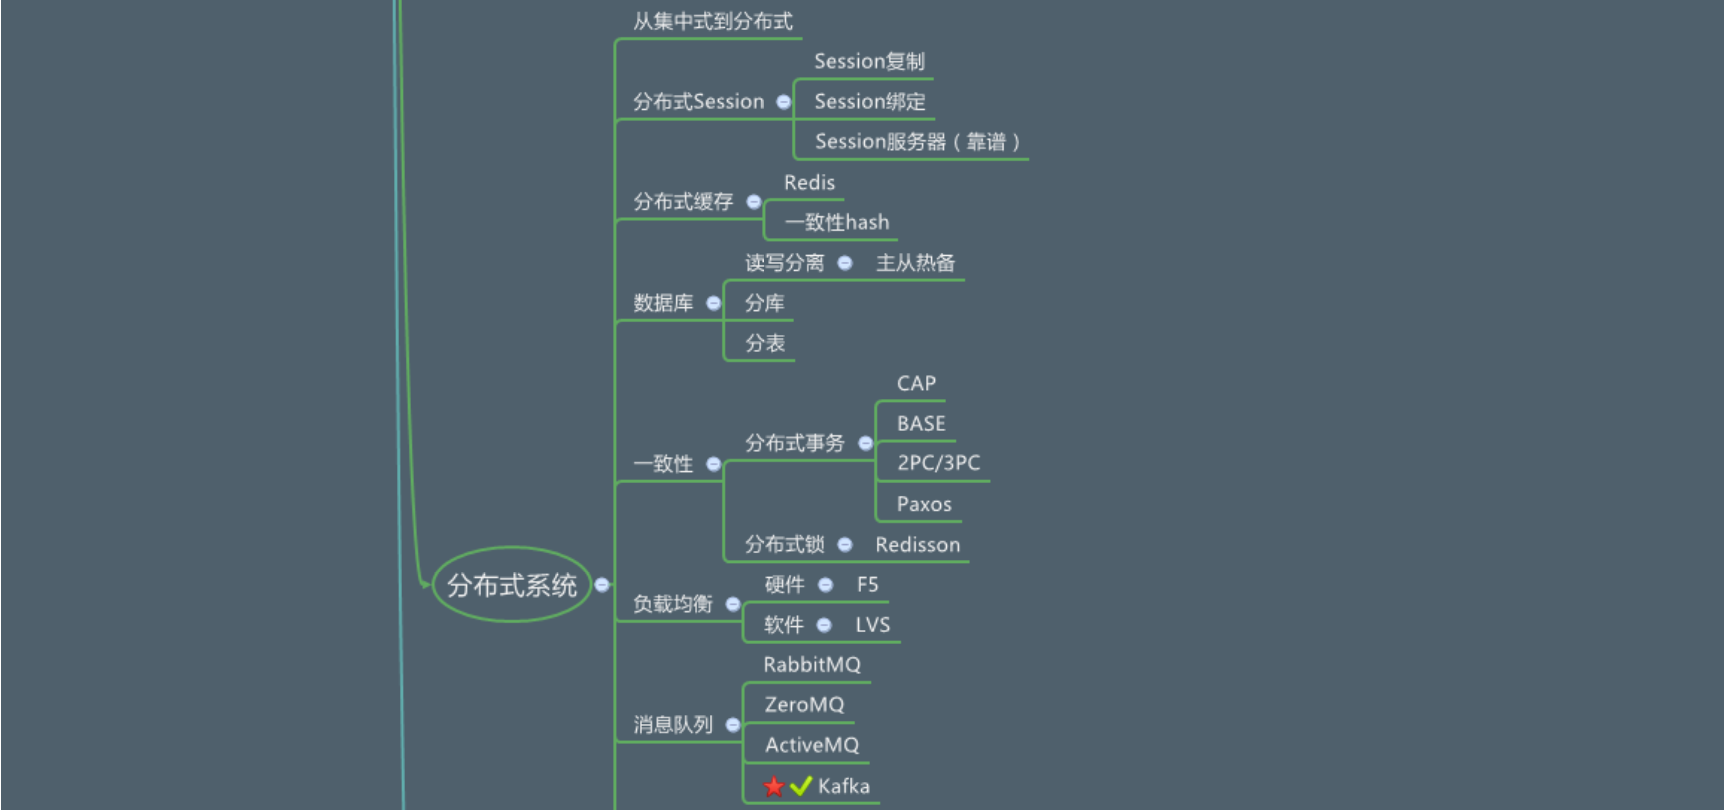 从集中式到分布式
Session复制
分布式Session
Session绑定
Session服务器（靠谱）
Redis
分布式缓存
一致性hash
读写分离 主从热备
数据库
分库
分表
CAP
BASE
分布式事务
2PC/3PC
一致性
Paxos
分布式锁 Redisson
分布式系统
硬件 F5
负载均衡
软件 LVS
RabbitMQ
ZeroMQ
消息队列
ActiveMQ
Kafka